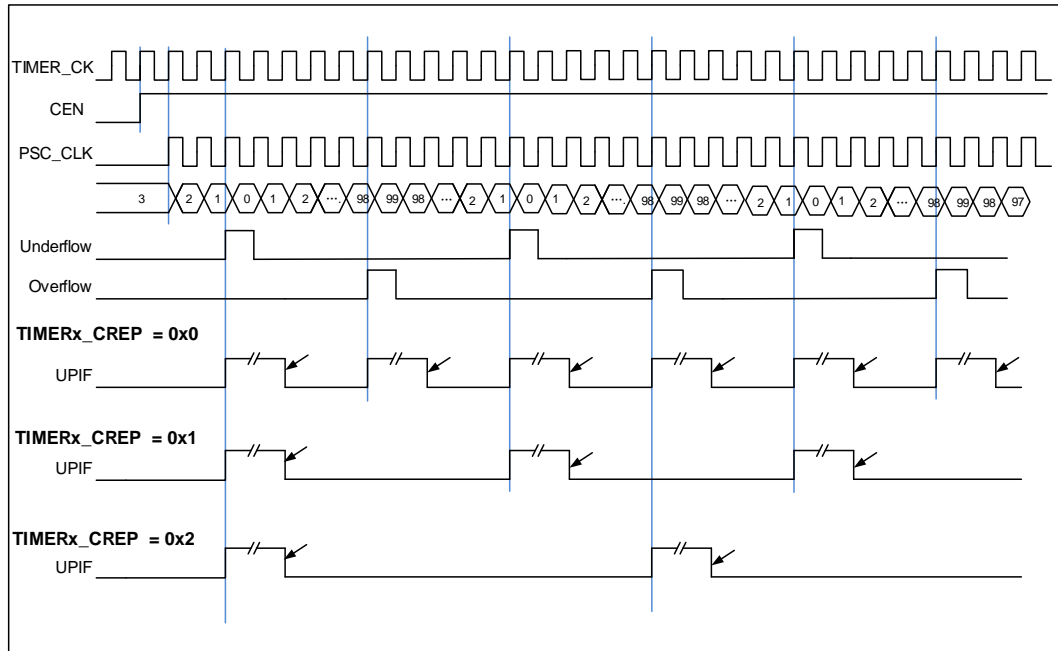 TIMER_CK
CEN
PSC_CLK
3 2 1 0 1 2 ···. 98 99 98 ··· 2 1 0 1 2 ···. 98 99 98 ··· 2 1 0 1 2 ··· 98 99 98 97
Underflow
Overflow
TIMERx_CREP = 0x0
UPIF
TIMERx_CREP = 0x1
UPIF
TIMERx_CREP = 0x2
UPIF